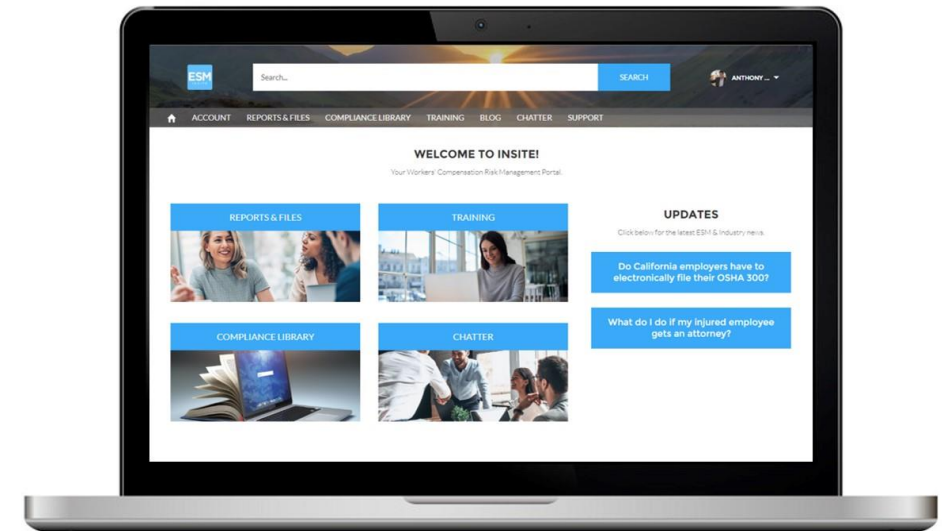 ESM
Search...
SEARCH
ANTHONY ...
ACCOUNT REPORTS & FILES COMPLIANCE LIBRARY TRAINING BLOG CHATTER SUPPORT
WELCOME TO INSITE!
Your Workers' Compensation Risk Management Portal.
REPORTS & FILES
TRAINING
COMPLIANCE LIBRARY
CHATTER
UPDATES
Click below for the latest ESM & Industry news.
Do California employers have to
electronically file their OSHA 300?
What do I do if my injured employee
gets an attorney?